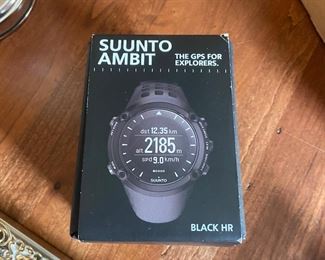 SUUNTO
AMBIT
THE GPS FOR
EXPLORERS.
dst 12.35 km
alt 2185 m
spd 9.0 km/h
SUUNTO
BLACK HR